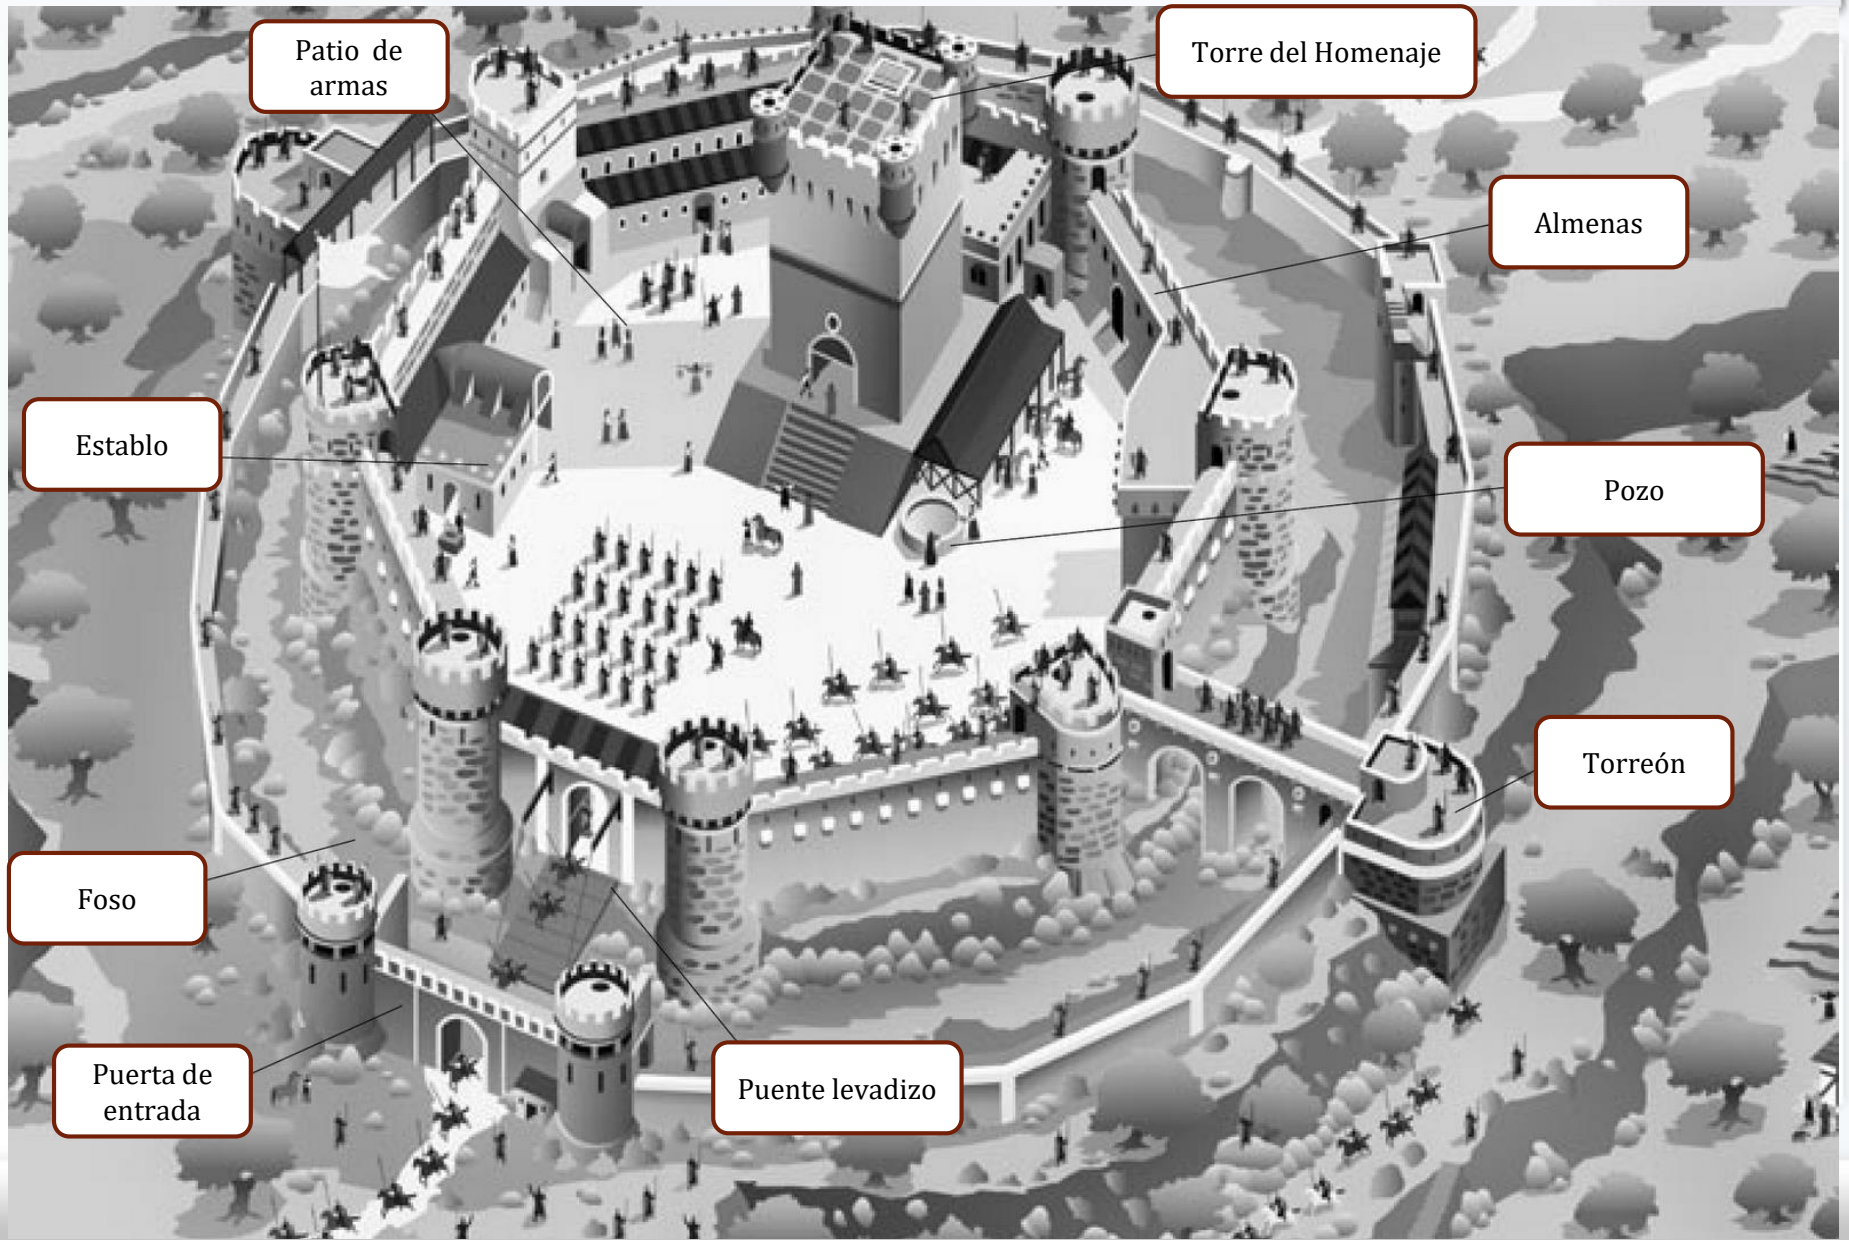 Patio de
armas
Torre del Homenaje
Almenas
Establo
Pozo
Torreón
Foso
Puerta de
entrada
Puente levadizo